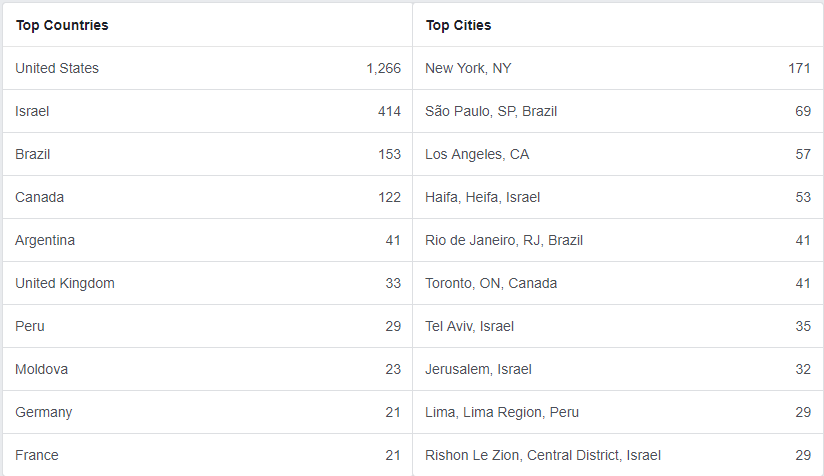 Top Countries Top Cities
United States 1,266 New York, NY 171
Israel 414 São Paulo, SP, Brazil 69
Brazil 153 Los Angeles, CA 57
Canada 122 Haifa, Heifa, Israel 53
Argentina 41 Rio de Janeiro, RJ, Brazil 41
United Kingdom 33 Toronto, ON, Canada 41
Peru 29 Tel Aviv, Israel 35
Moldova 23 Jerusalem, Israel 32
Germany 21 Lima, Lima Region, Peru 29
France 21 Rishon Le Zion, Central District, Israel 29